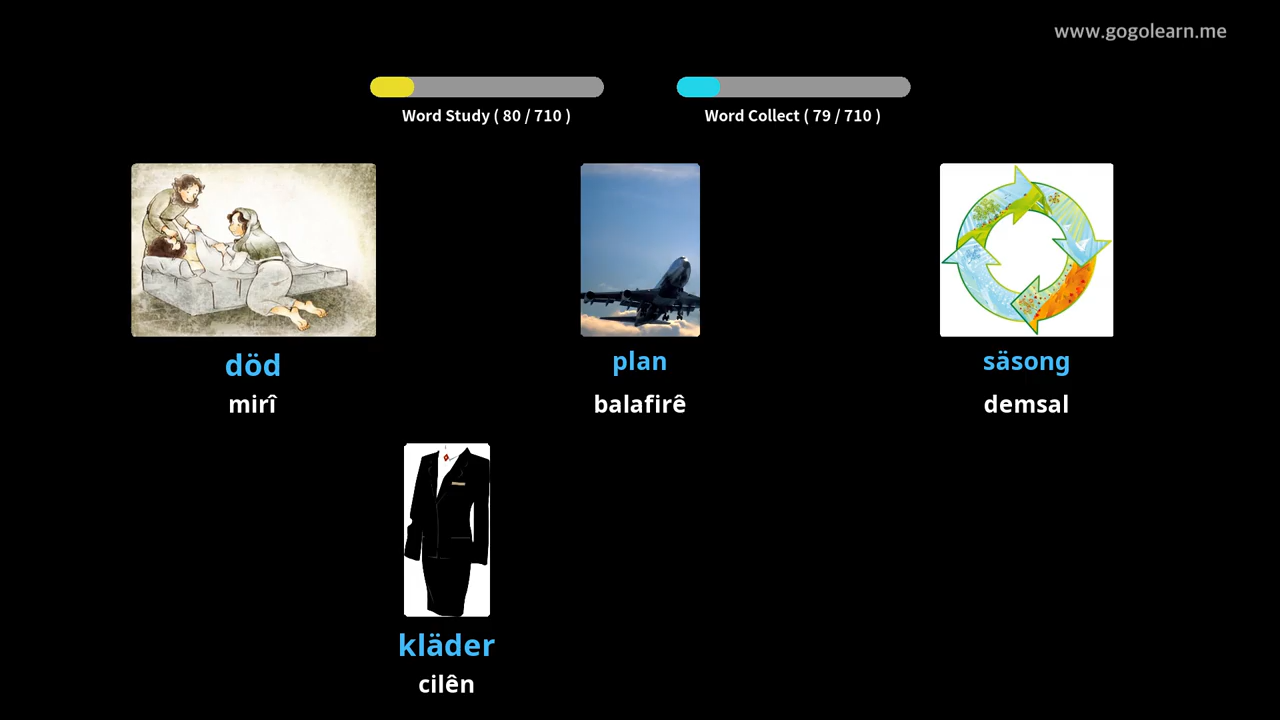 www.gogolearn.me
Word Study ( 80 / 710 )
Word Collect ( 79 / 710 )
död
plan
säsong
mirî
balafirê
demsal
kläder
cilên